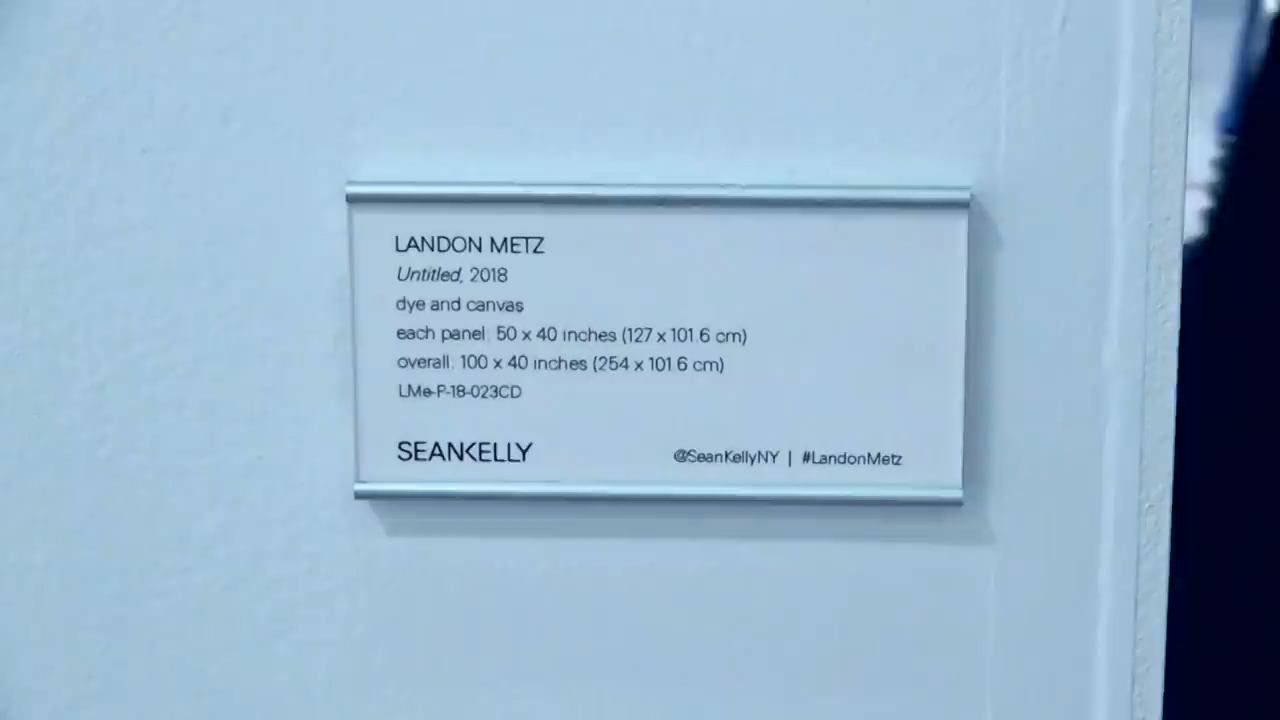 LANDON METZ
Untitled, 2018
dye and canvas
each panel: 50 x 40 inches (127 x 101.6 cm)
overall: 100 x 40 inches (254 x 101.6 cm)
LMe-P-18-023CD
SEANKELLY
@SeanKellyNY | #LandonMetz